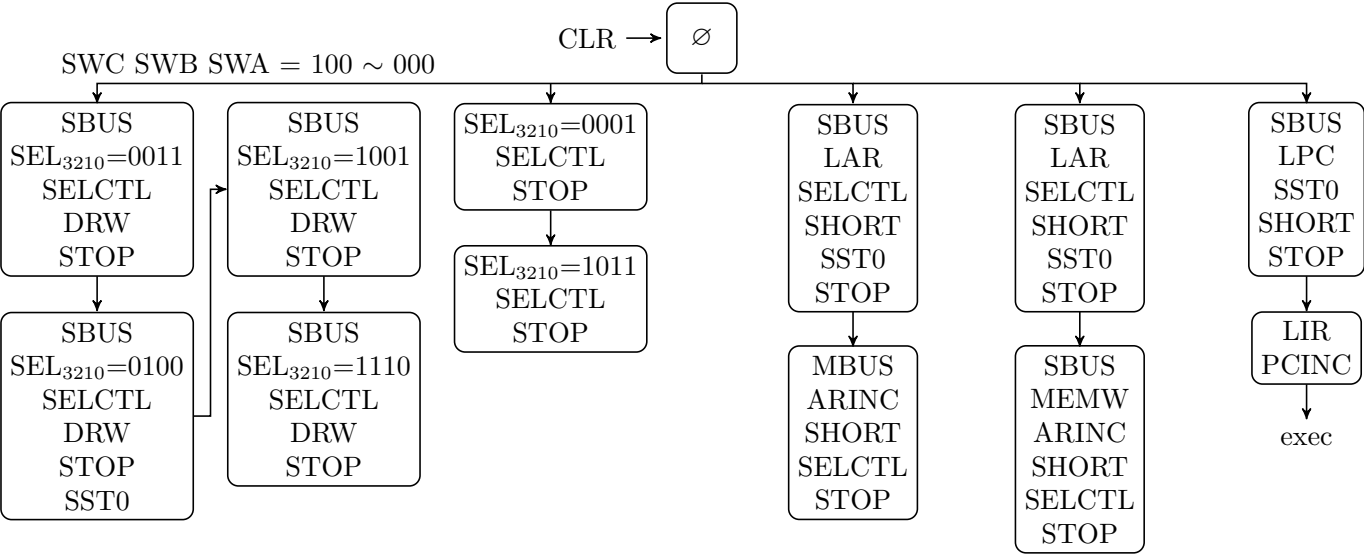 CLR
∅
SWC SWB SWA = 100 ∼ 000
SBUS
SEL3210=0011
SELCTL
DRW
STOP
SBUS
SEL3210=0100
SELCTL
DRW
STOP
SST0
SBUS
SEL3210=1001
SELCTL
DRW
STOP
SBUS
SEL3210=1110
SELCTL
DRW
STOP
SEL3210=0001
SELCTL
STOP
SEL3210=1011
SELCTL
STOP
SBUS
LAR
SELCTL
SHORT
SST0
STOP
MBUS
ARINC
SHORT
SELCTL
STOP
SBUS
LAR
SELCTL
SHORT
SST0
STOP
SBUS
MEMW
ARINC
SHORT
SELCTL
STOP
SBUS
LPC
SST0
SHORT
STOP
LIR
PCINC
exec